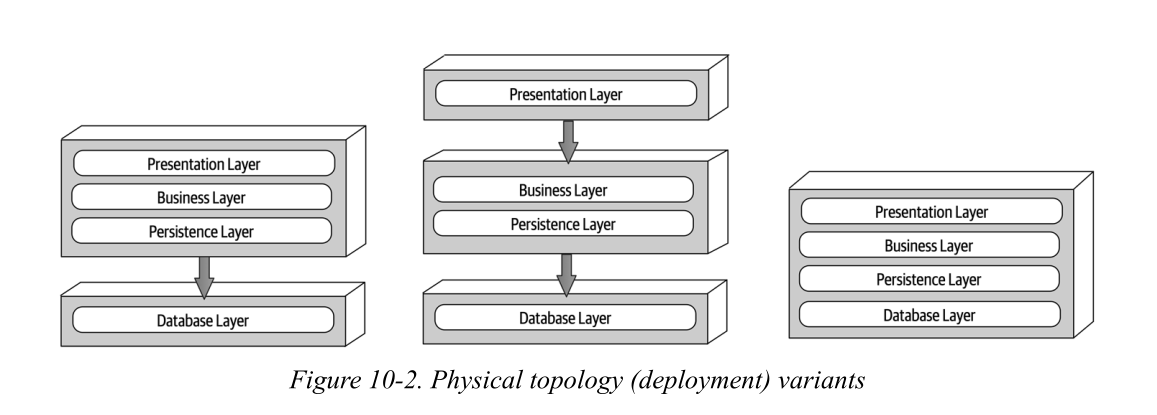 Presentation Layer
Business Layer
Persistence Layer
Database Layer
Presentation Layer
Business Layer
Persistence Layer
Database Layer
Presentation Layer
Business Layer
Persistence Layer
Database Layer
Figure 10-2. Physical topology (deployment) variants